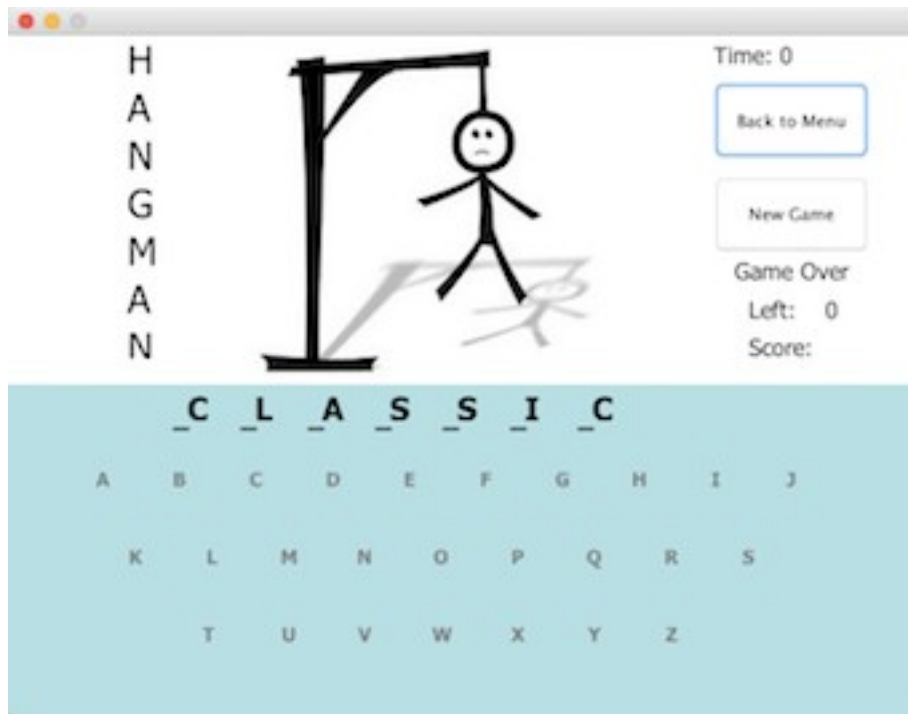 HANGMAN
Time: 0
Back to Menu
New Game
Game Over
Left: 0
Score:
_C _L _A _S _S _I _C
A B C D E F G H I J
K L M N O P Q R S
T U V W X Y Z